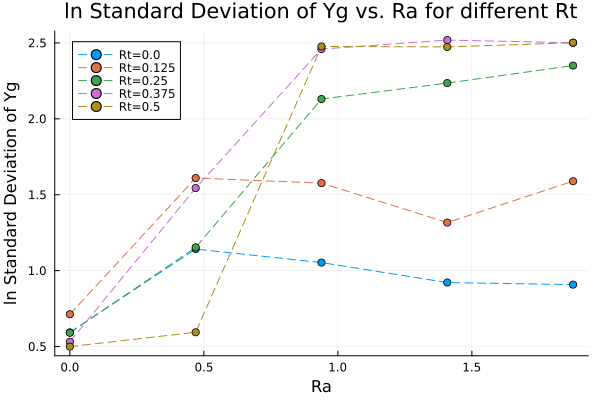 ln Standard Deviation of Yg vs. Ra for different Rt
ln Standard Deviation of Yg
2.5
2.0
1.5
1.0
0.5
Rt=0.0
Rt=0.125
Rt=0.25
Rt=0.375
Rt=0.5
0.0 0.5 1.0 1.5
Ra